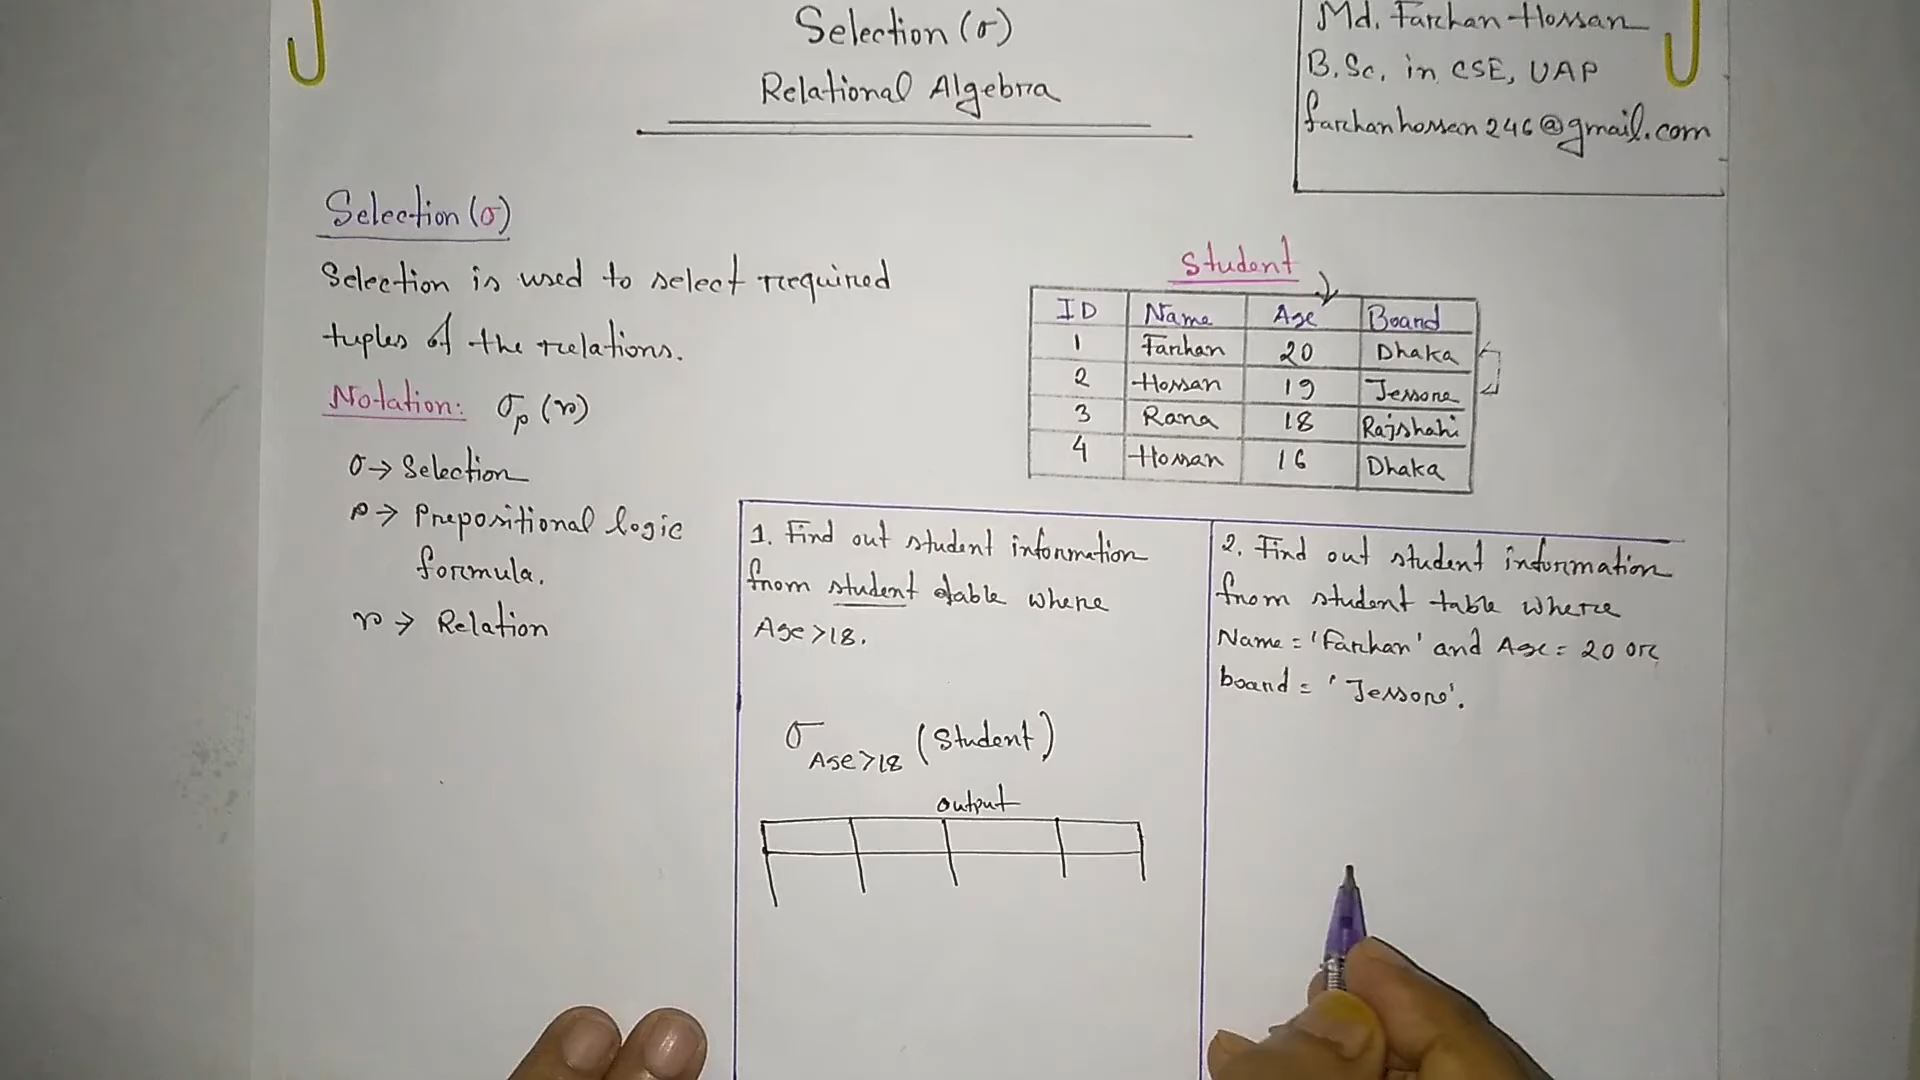 Selection (σ)
Relational Algebra
Md. Farhan Hossan
B.Sc. in CSE, UAP
farhanhossen246@gmail.com
Selection (σ)
Selection is used to select required
tuples of the relations.
Notation: σp (r)
σ → Selection
p → Prepositional logic
formula.
r → Relation
Student
ID Name Age Board
1 Farhan 20 Dhaka
2 Hossan 19 Jessore
3 Rana 18 Rajshahi
4 Hossan 16 Dhaka
1. Find out student information
from student table where
Age >18.
σ Age >18 (Student)
output
2. Find out student information
from student table where
Name = 'Farhan' and Age = 20 or
board = 'Jessore'.